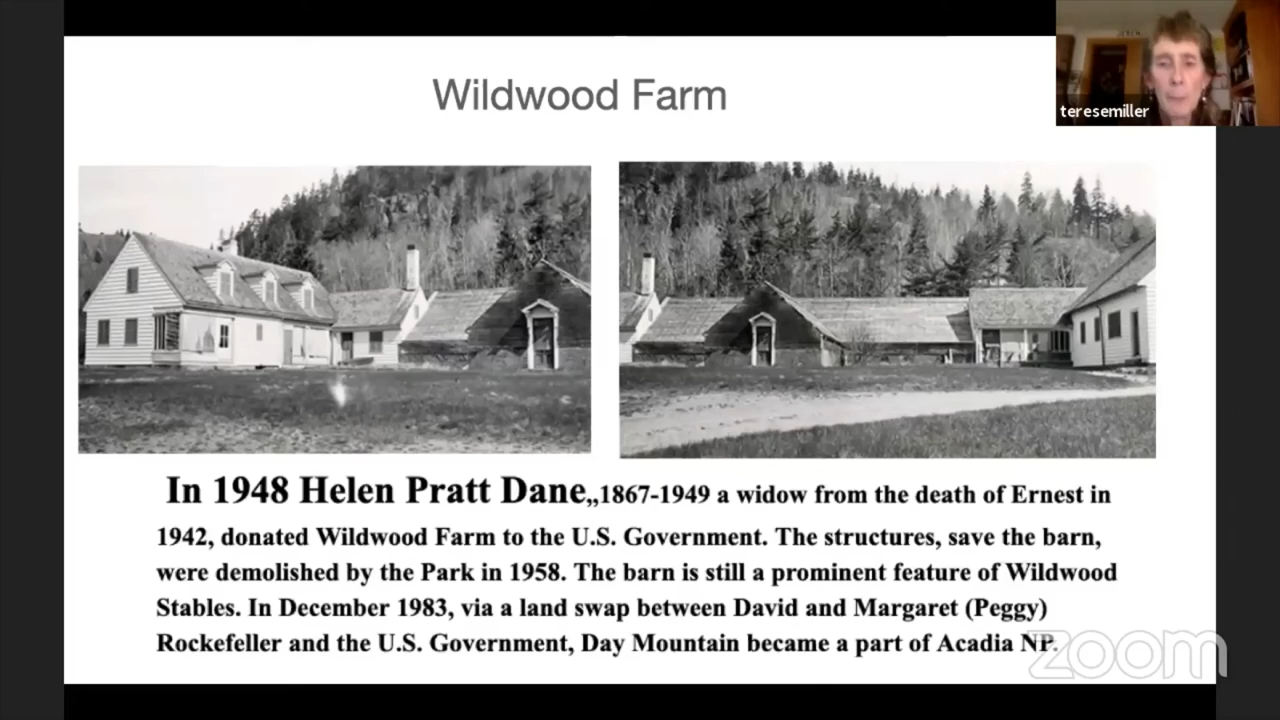 Wildwood Farm
teresemiller
In 1948 Helen Pratt Dane,,1867-1949 a widow from the death of Ernest in
1942, donated Wildwood Farm to the U.S. Government. The structures, save the barn,
were demolished by the Park in 1958. The barn is still a prominent feature of Wildwood
Stables. In December 1983, via a land swap between David and Margaret (Peggy)
Rockefeller and the U.S. Government, Day Mountain became a part of Acadia NP.
zoom